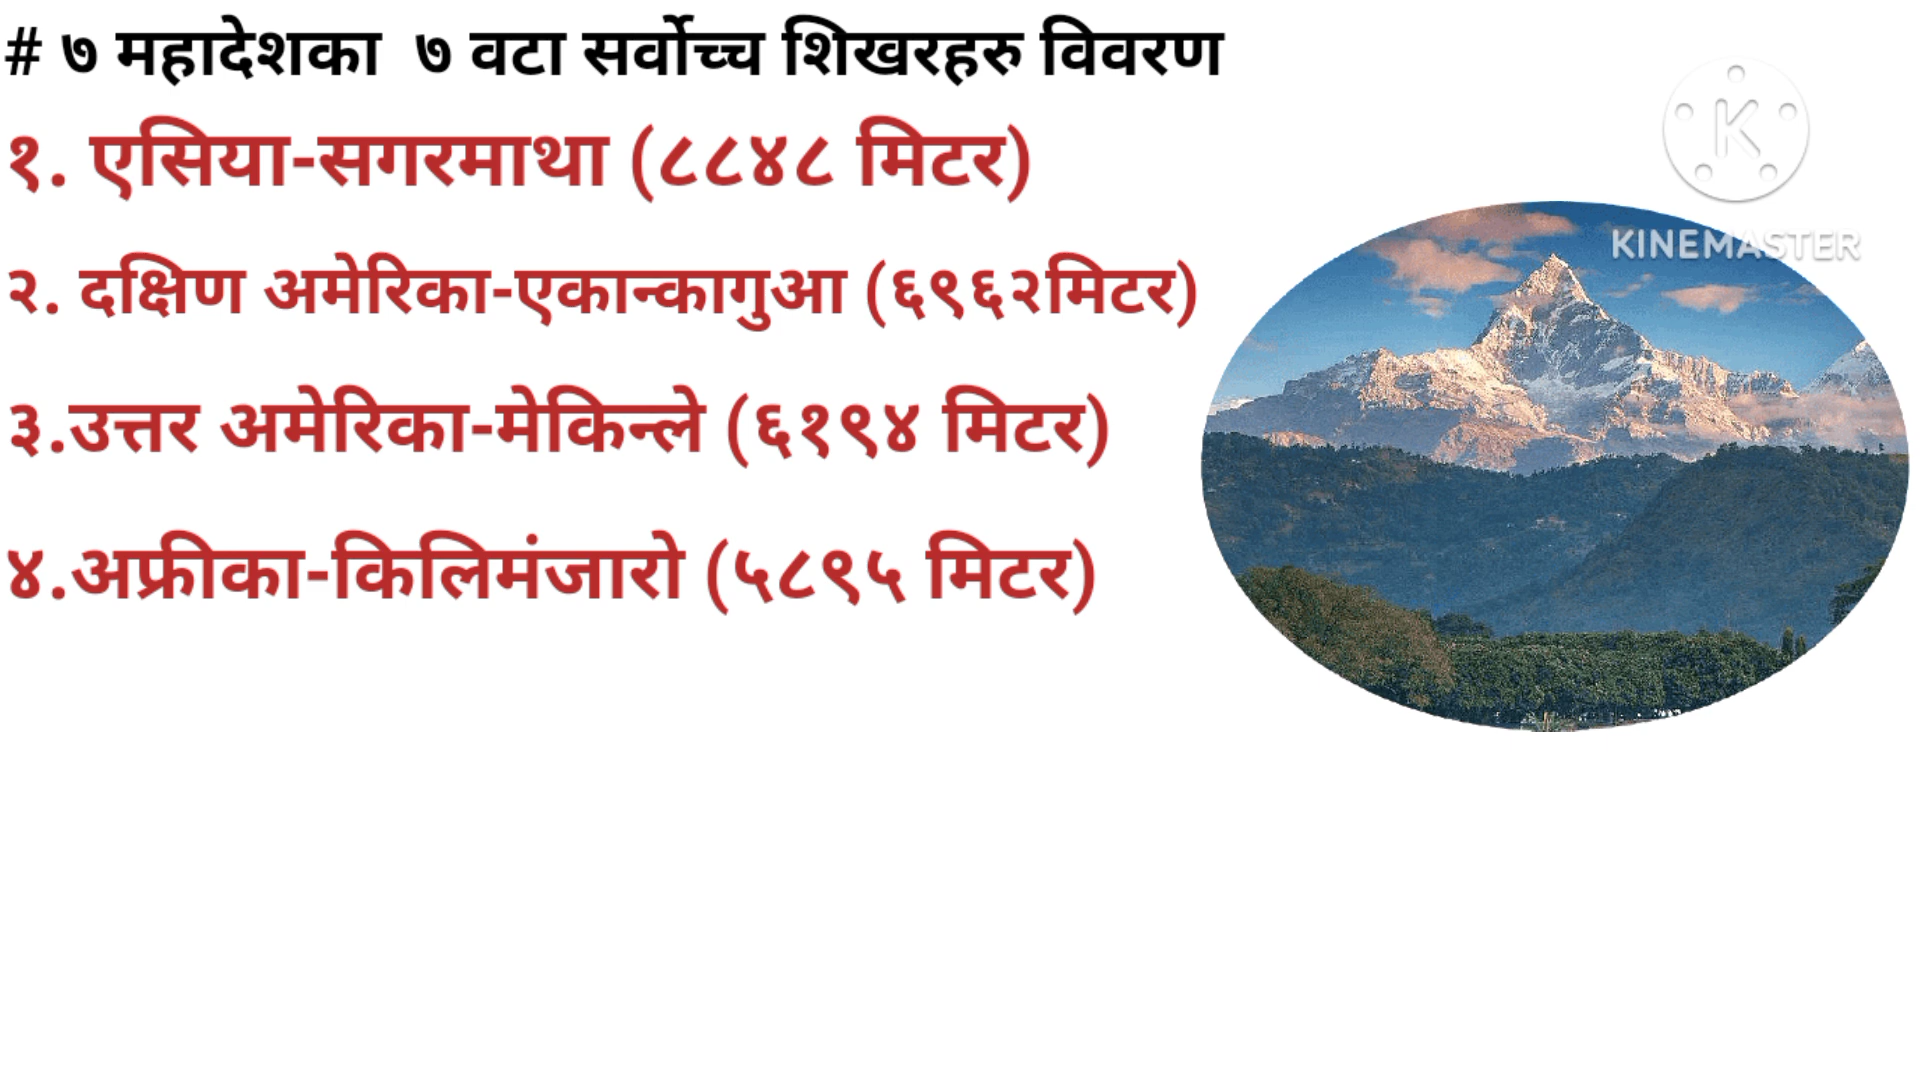 # ७ महादेशका ७ वटा सर्वोच्च शिखरहरु विवरण
१. एसिया-सगरमाथा (८८४८ मिटर)
२. दक्षिण अमेरिका-एकान्कागुआ (६९६२मिटर)
३.उत्तर अमेरिका-मेकिन्ले (६१९४ मिटर)
४.अफ्रीका-किलिमंजारो (५८९५ मिटर)
K
KINEMASTER